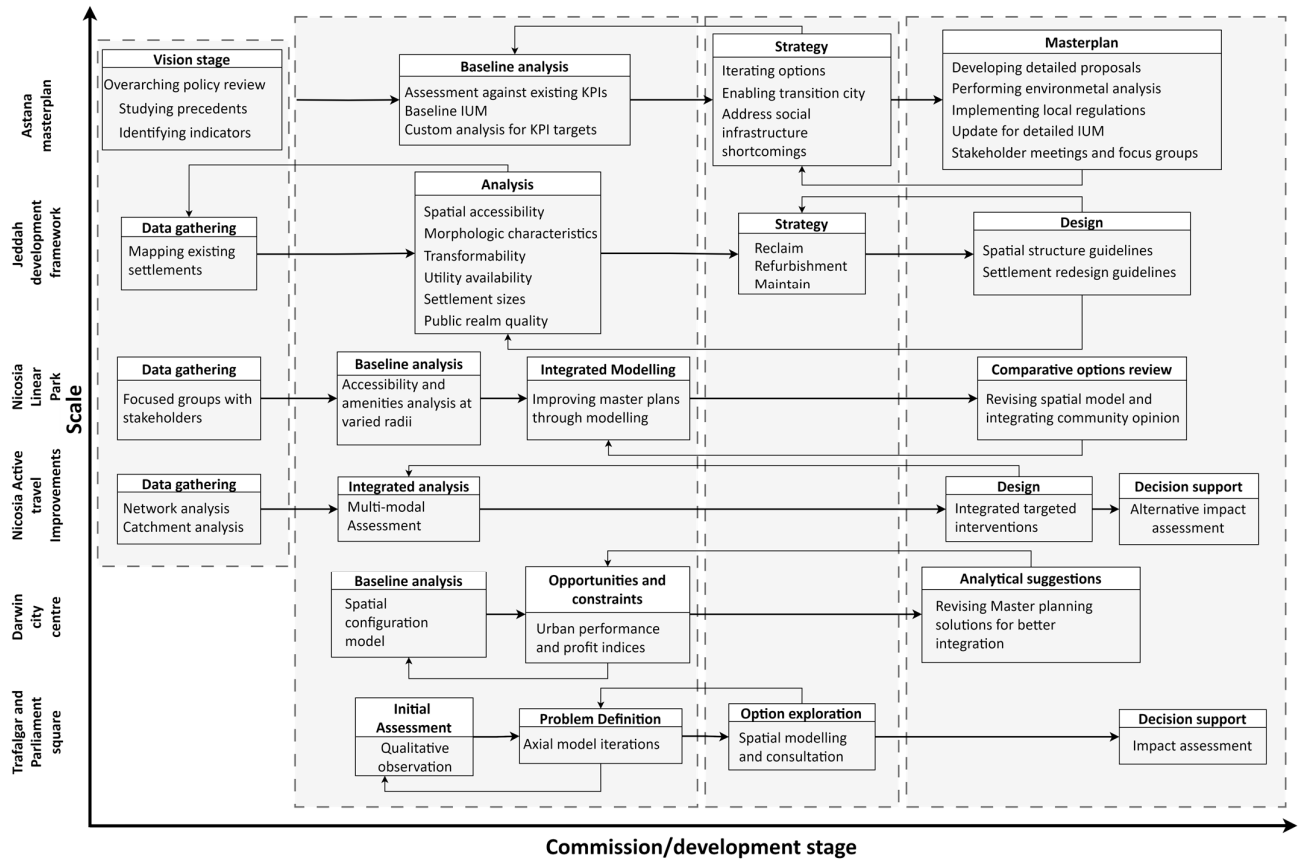 Scale
Commission/development stage
Astana
masterplan
Vision stage
Overarching policy review
Studying precedents
Identifying indicators
Baseline analysis
Assessment against existing KPIs
Baseline IUM
Custom analysis for KPI targets
Strategy
Iterating options
Enabling transition city
Address social
infrastructure
shortcomings
Masterplan
Developing detailed proposals
Performing environmetal analysis
Implementing local regulations
Update for detailed IUM
Stakeholder meetings and focus groups
Jeddah
development
framework
Data gathering
Mapping existing
settlements
Analysis
Spatial accessibility
Morphologic characteristics
Transformability
Utility availability
Settlement sizes
Public realm quality
Strategy
Reclaim
Refurbishment
Maintain
Design
Spatial structure guidelines
Settlement redesign guidelines
Nicosia
Linear
Park
Data gathering
Focused groups with
stakeholders
Baseline analysis
Accessibility and
amenities analysis at
varied radii
Integrated Modelling
Improving master plans
through modelling
Comparative options review
Revising spatial model and
integrating community opinion
Nicosia Active
travel
Improvements
Data gathering
Network analysis
Catchment analysis
Integrated analysis
Multi-modal
Assessment
Design
Integrated targeted
interventions
Decision support
Alternative impact
assessment
Darwin
city
centre
Baseline analysis
Spatial
configuration
model
Opportunities and
constraints
Urban performance
and profit indices
Analytical suggestions
Revising Master planning
solutions for better
integration
Trafalgar and
Parliament
square
Initial
Assessment
Qualitative
observation
Problem Definition
Axial model iterations
Option exploration
Spatial modelling
and consultation
Decision support
Impact assessment